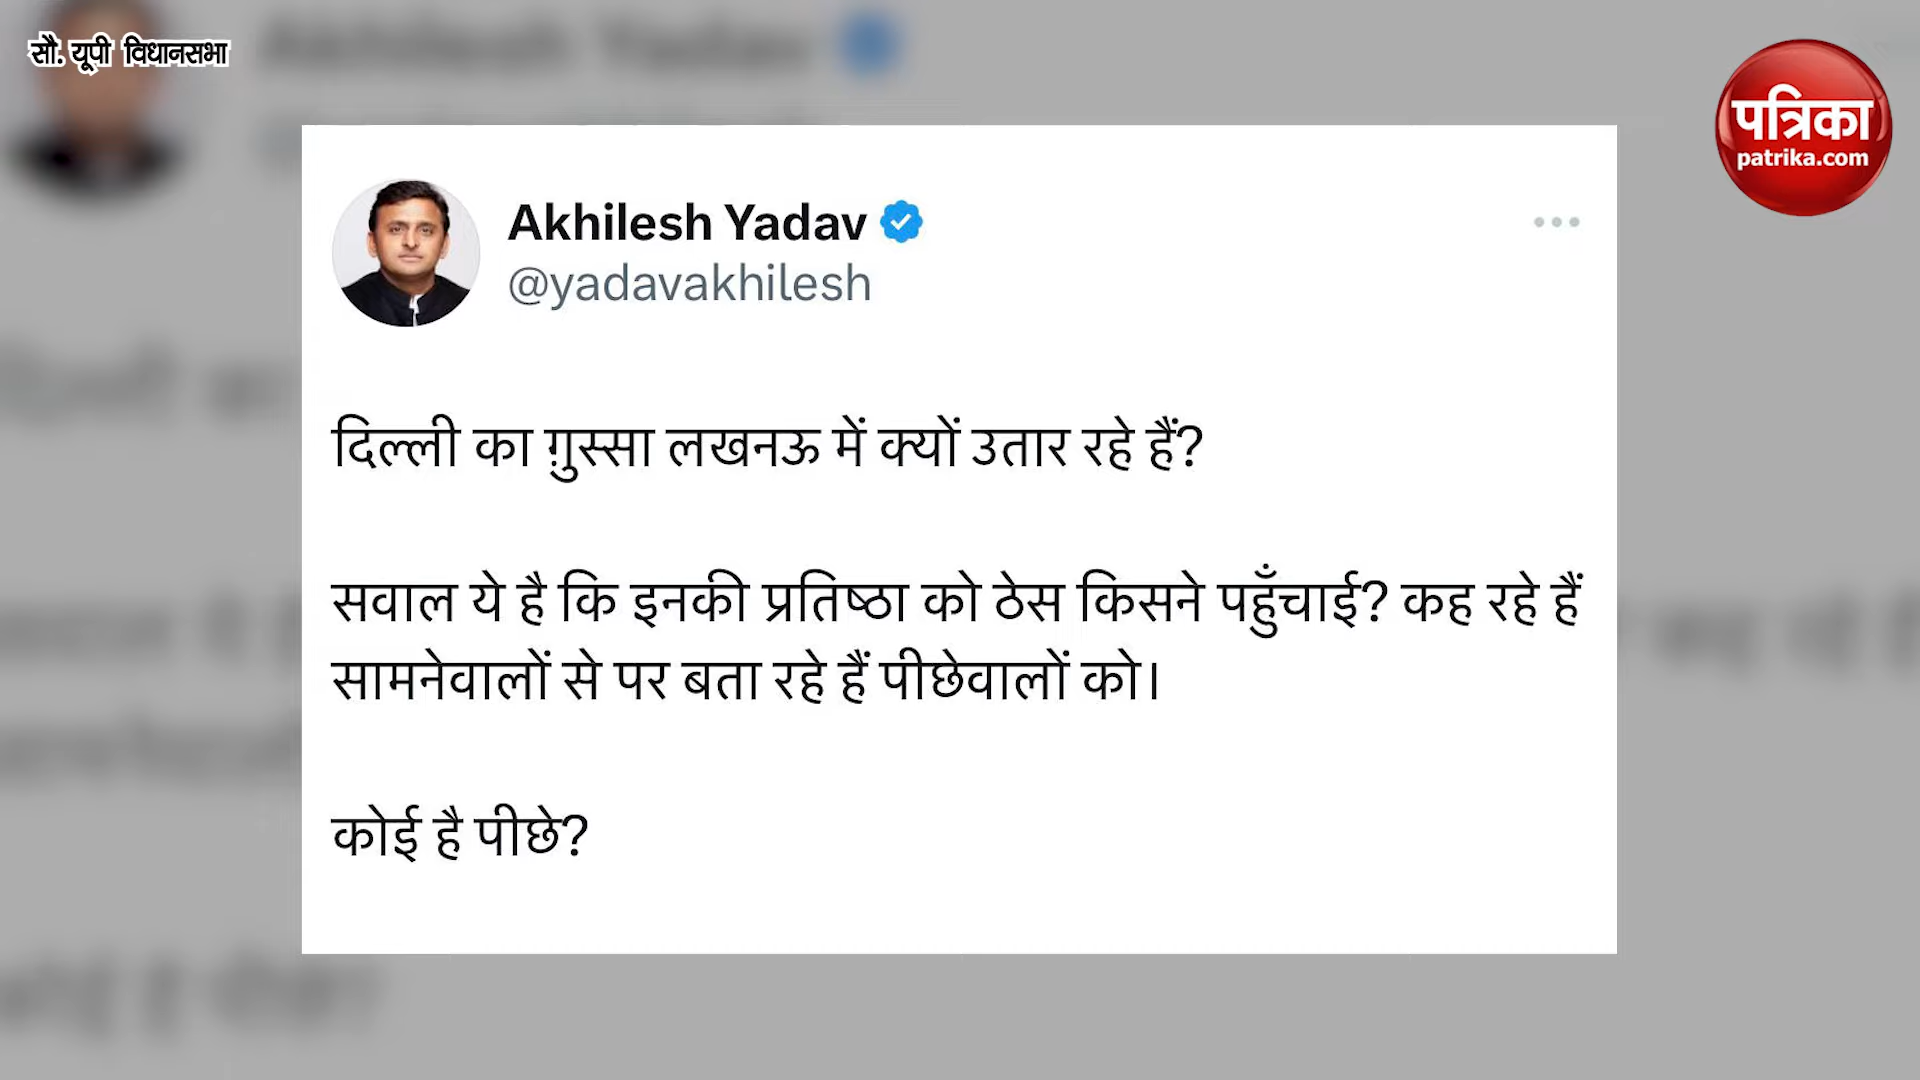 सौ. यूपी विधानसभा
पत्रिका
patrika.com
Akhilesh Yadav
@yadavakhilesh
दिल्ली का ग़ुस्सा लखनऊ में क्यों उतार रहे हैं?
सवाल ये है कि इनकी प्रतिष्ठा को ठेस किसने पहुँचाई? कह रहे हैं
सामनेवालों से पर बता रहे हैं पीछेवालों को।
कोई है पीछे?